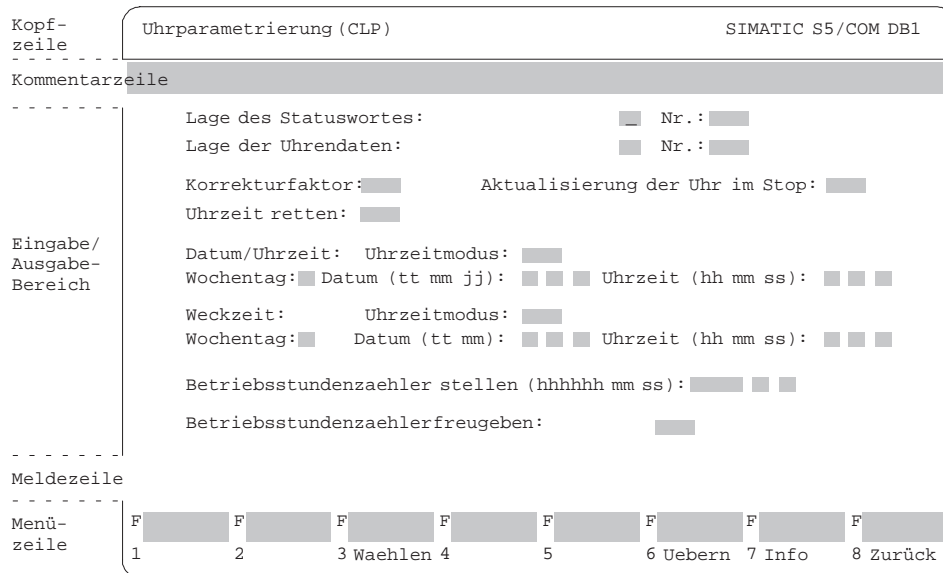 Kopf-
zeile
Uhrparametrierung (CLP) SIMATIC S5/COM DB1
Kommentarzeile
Lage des Statuswortes: _ Nr.:
Lage der Uhrendaten: Nr.:
Korrekturfaktor: Aktualisierung der Uhr im Stop:
Uhrzeit retten:
Eingabe/
Ausgabe-
Bereich
Datum/Uhrzeit: Uhrzeitmodus:
Wochentag: Datum (tt mm jj): Uhrzeit (hh mm ss):
Weckzeit: Uhrzeitmodus:
Wochentag: Datum (tt mm): Uhrzeit (hh mm ss):
Betriebsstundenzaehler stellen (hhhhhh mm ss):
Betriebsstundenzaehlerfreugeben:
Meldezeile
Menü-
zeile
F F F F F F F F
1 2 3 Waehlen 4 5 6 Uebern 7 Info 8 Zurück